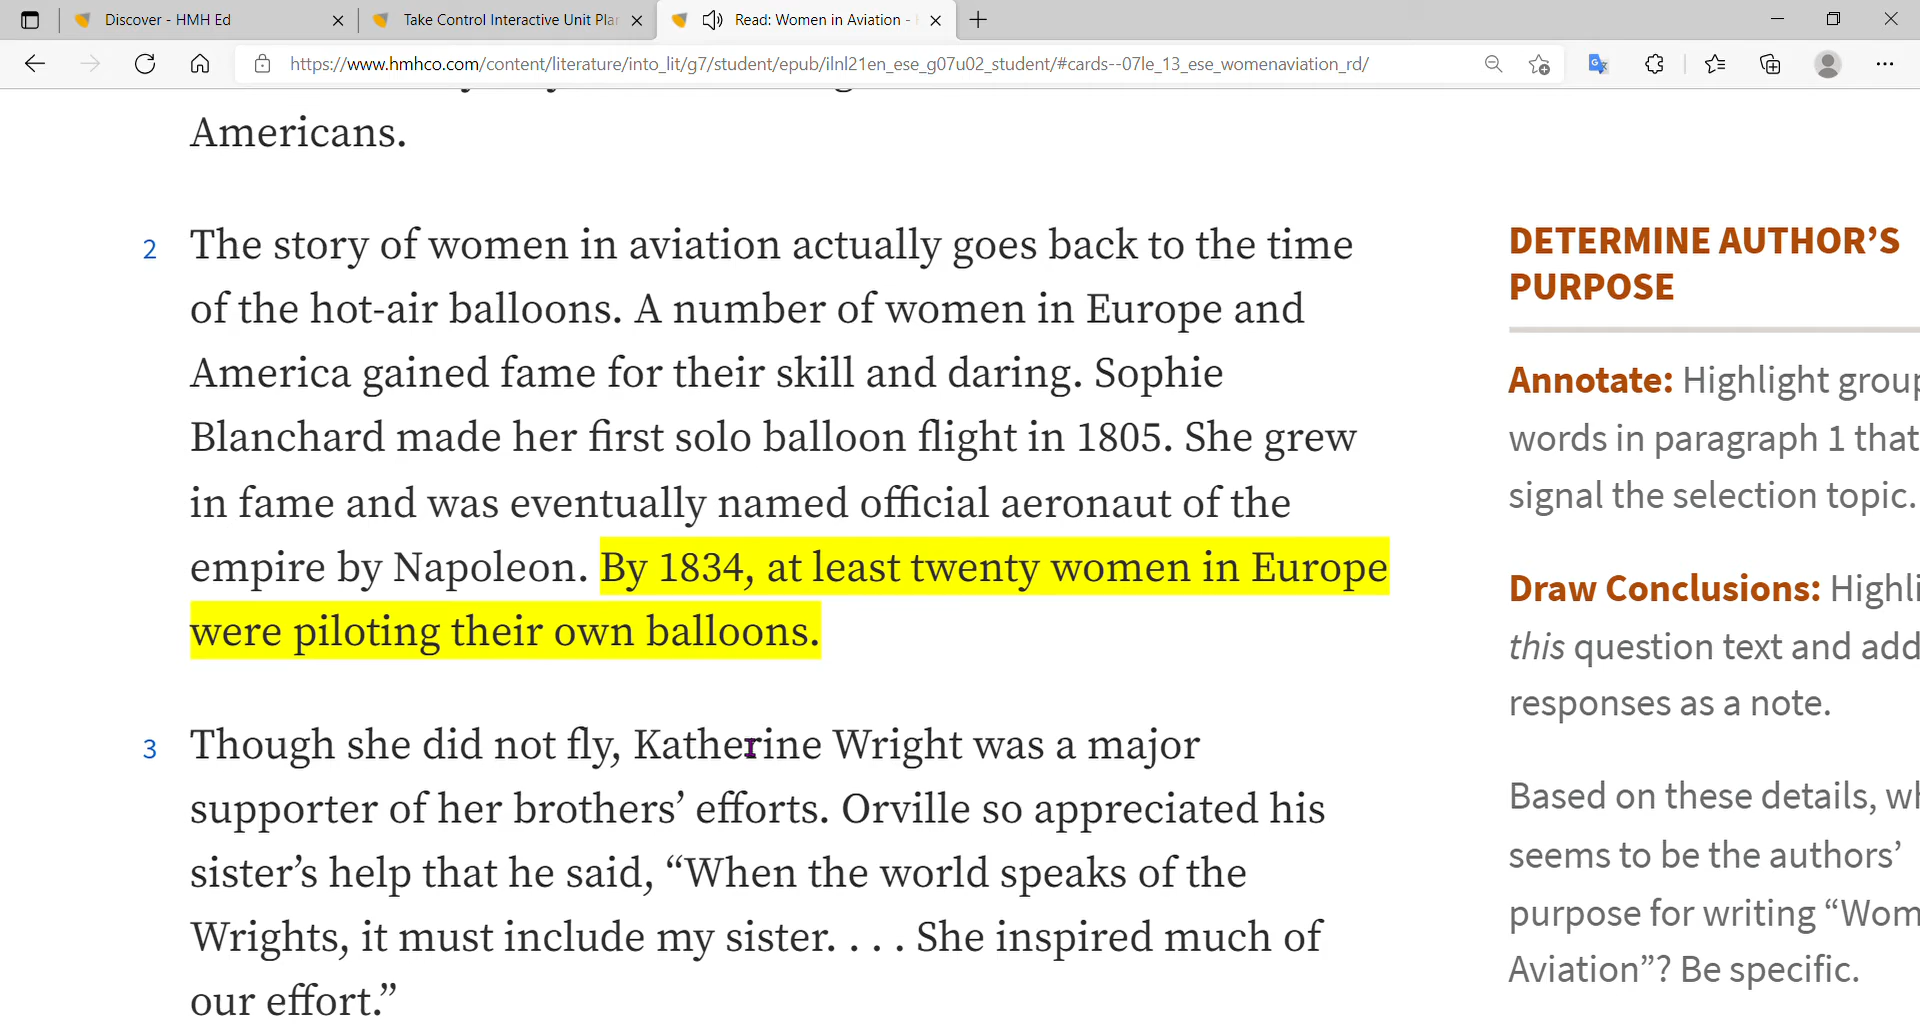 Discover - HMH Ed
Take Control Interactive Unit Pla
Read: Women in Aviation -
https://www.hmhco.com/content/literature/into_lit/g7/student/epub/ilnl21en_ese_g07u02_student/#cards--07le_13_ese_womenaviation_rd/
Americans.
2 The story of women in aviation actually goes back to the time
of the hot-air balloons. A number of women in Europe and
America gained fame for their skill and daring. Sophie
Blanchard made her first solo balloon flight in 1805. She grew
in fame and was eventually named official aeronaut of the
empire by Napoleon. By 1834, at least twenty women in Europe
were piloting their own balloons.
3 Though she did not fly, Katherine Wright was a major
supporter of her brothers’ efforts. Orville so appreciated his
sister’s help that he said, “When the world speaks of the
Wrights, it must include my sister. . . . She inspired much of
our effort.”
DETERMINE AUTHOR’S
PURPOSE
Annotate: Highlight group
words in paragraph 1 that
signal the selection topic.
Draw Conclusions: Highli
this question text and add
responses as a note.
Based on these details, wh
seems to be the authors’
purpose for writing “Wom
Aviation”? Be specific.